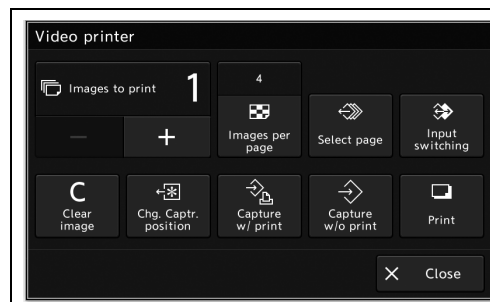 Video printer
Images to print 1
4
Images per
page
Select page
Input
switching
− +
C
Clear
image
Chg. Captr.
position
Capture
w/ print
Capture
w/o print
Print
× Close